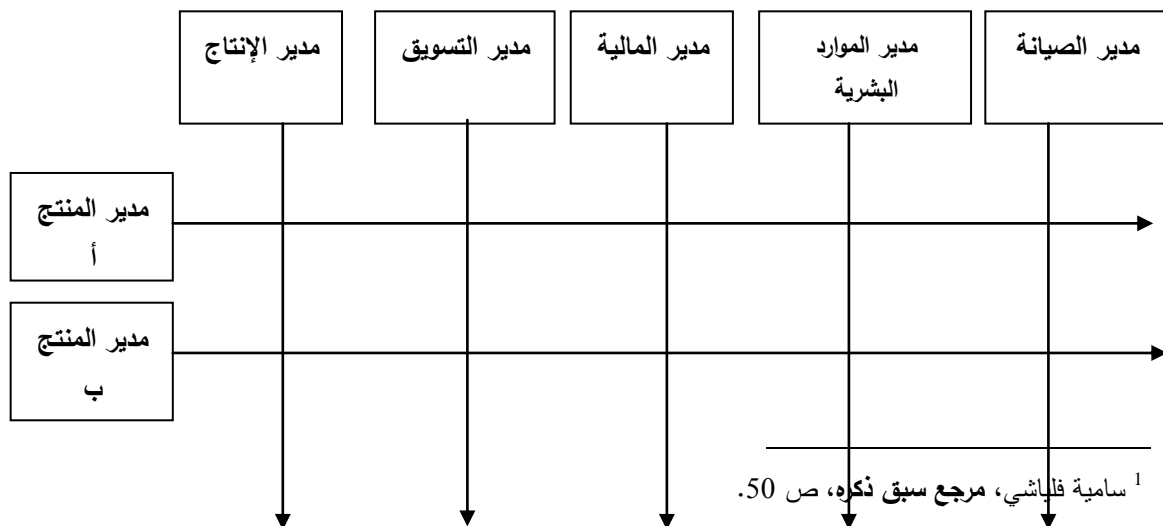 مدير الصيانة
مدير الموارد
البشرية
مدير المالية
مدير التسويق
مدير الإنتاج
مدير المنتج
أ
مدير المنتج
ب
1 سامية فلياشي، مرجع سبق ذكره، ص 50.